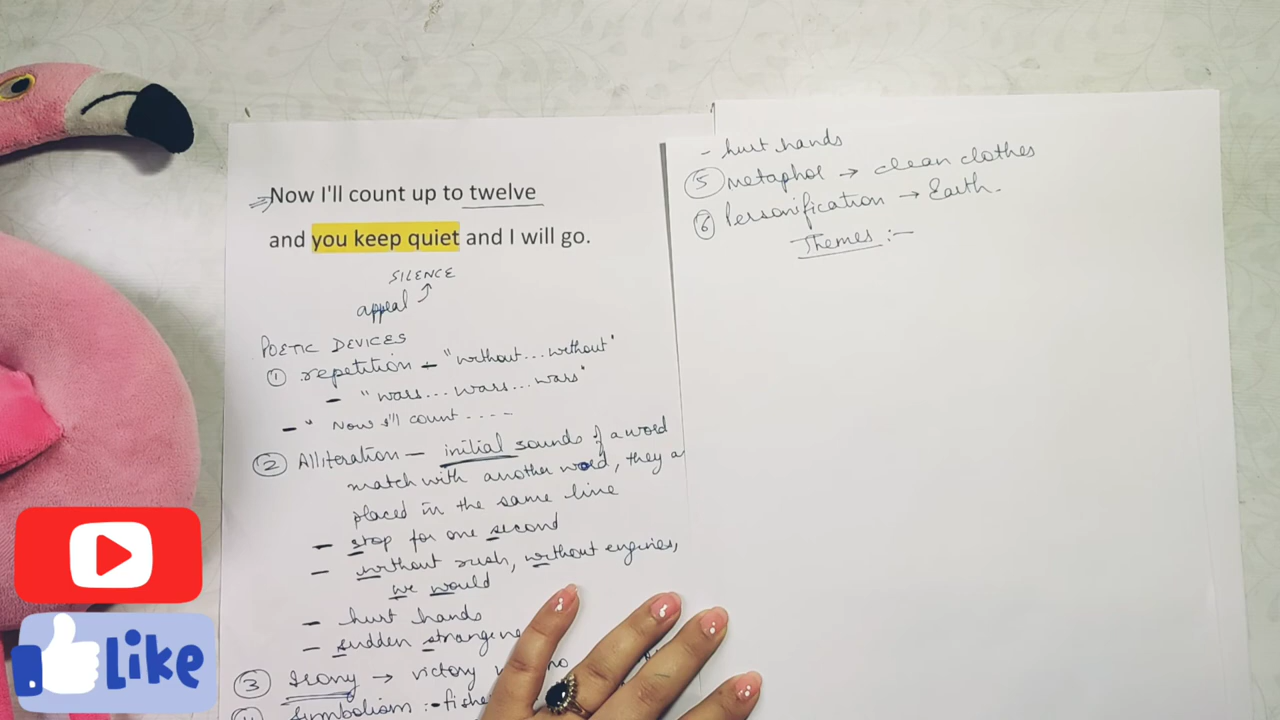 Now I'll count up to twelve
and you keep quiet and I will go.
SILENCE
appeal
POETIC DEVICES
① repetition - "without...without"
- "wars... wars... wars"
- " Now I'll count ....
② Alliteration - initial sounds of a word
match with another word, they a
placed in the same line
- stop for one second
- without rush, without engines,
we would
- hurt hands
- sudden strangene
③ Irony → victory
④ Symbolism :- fishe
- hurt hands
⑤ metaphor → clean clothes
⑥ Personification → Earth.
Themes :-
Like